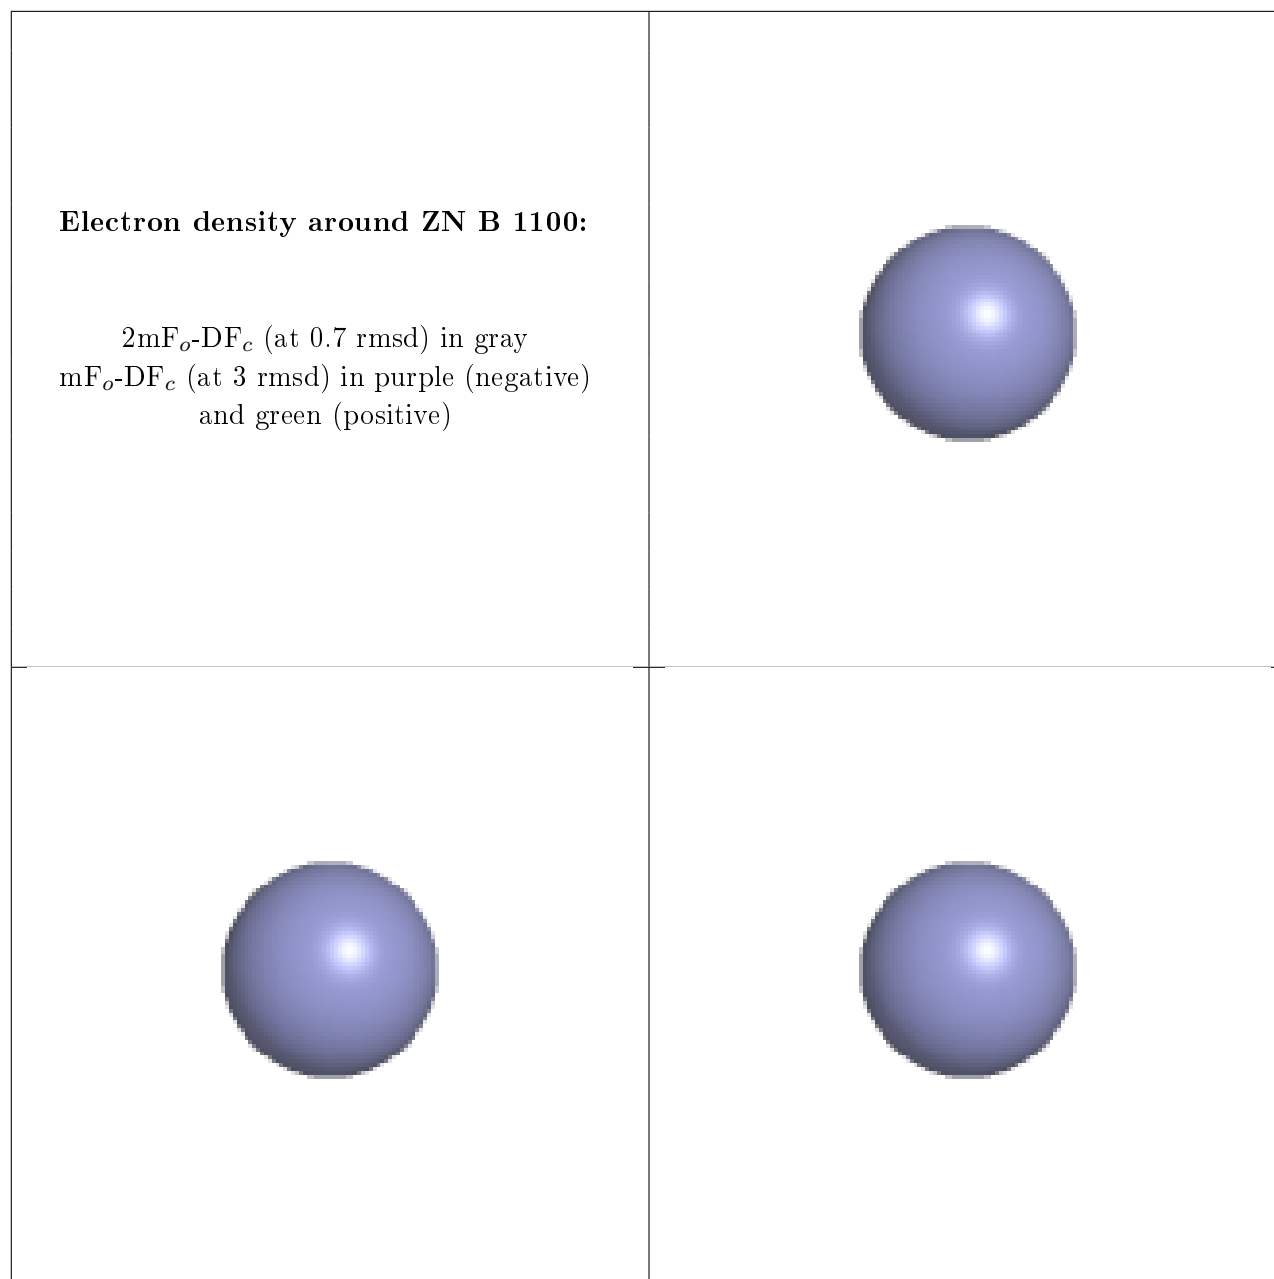 Electron density around ZN B 1100:
2mFo-DFc (at 0.7 rmsd) in gray
mFo-DFc (at 3 rmsd) in purple (negative)
and green (positive)